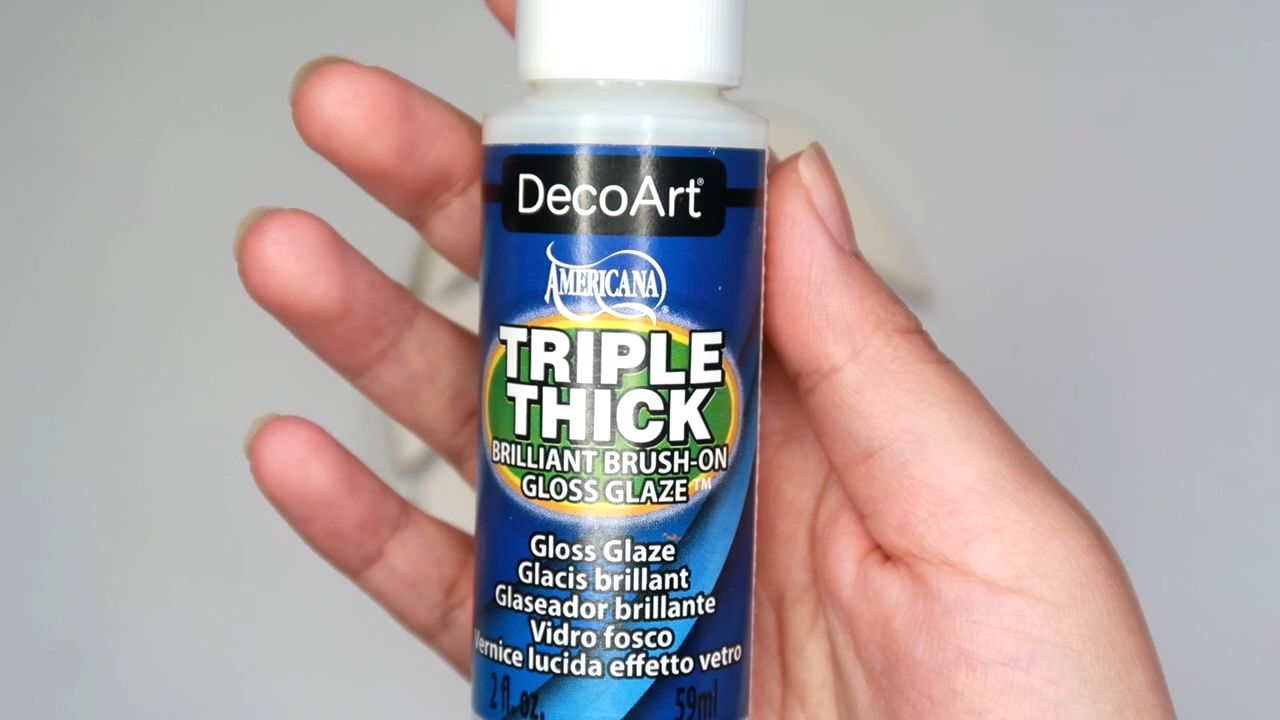 DecoArt®
AMERICANA®
TRIPLE
THICK
BRILLIANT BRUSH-ON
GLOSS GLAZE™
Gloss Glaze
Glacis brillant
Glaseador brillante
Vidro fosco
Vernice lucida effetto vetro
2 fl. oz. 59ml